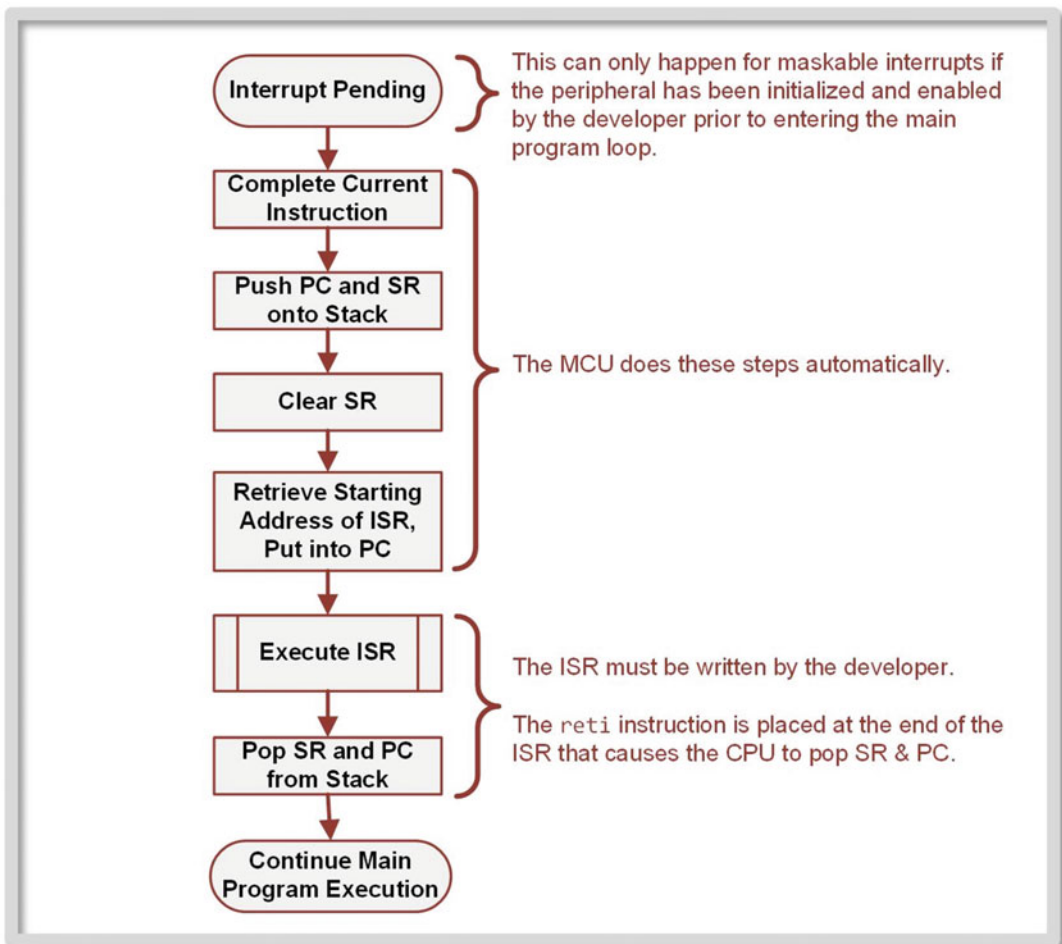 Interrupt Pending
This can only happen for maskable interrupts if
the peripheral has been initialized and enabled
by the developer prior to entering the main
program loop.
Complete Current
Instruction
Push PC and SR
onto Stack
Clear SR
The MCU does these steps automatically.
Retrieve Starting
Address of ISR,
Put into PC
Execute ISR
The ISR must be written by the developer.
The reti instruction is placed at the end of the
ISR that causes the CPU to pop SR & PC.
Pop SR and PC
from Stack
Continue Main
Program Execution